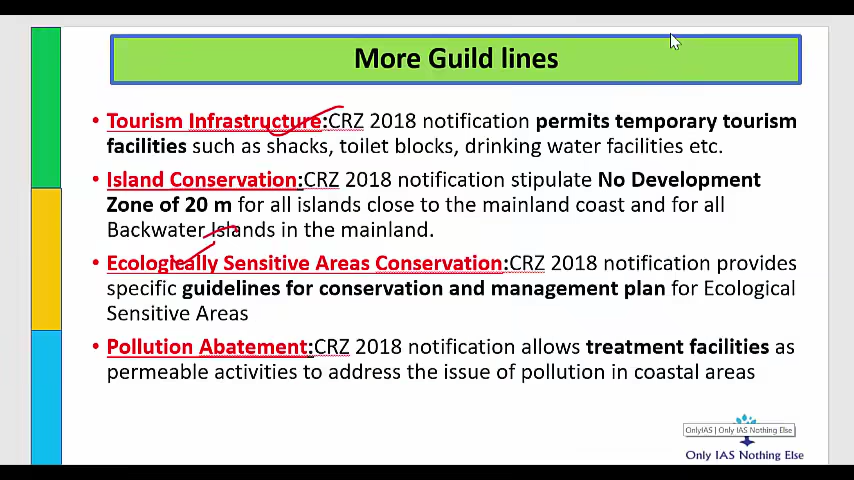 More Guild lines
• Tourism Infrastructure:CRZ 2018 notification permits temporary tourism
facilities such as shacks, toilet blocks, drinking water facilities etc.
• Island Conservation:CRZ 2018 notification stipulate No Development
Zone of 20 m for all islands close to the mainland coast and for all
Backwater Islands in the mainland.
• Ecologically Sensitive Areas Conservation:CRZ 2018 notification provides
specific guidelines for conservation and management plan for Ecological
Sensitive Areas
• Pollution Abatement:CRZ 2018 notification allows treatment facilities as
permeable activities to address the issue of pollution in coastal areas
OnlyIAS | Only IAS Nothing Else
Only IAS Nothing Else